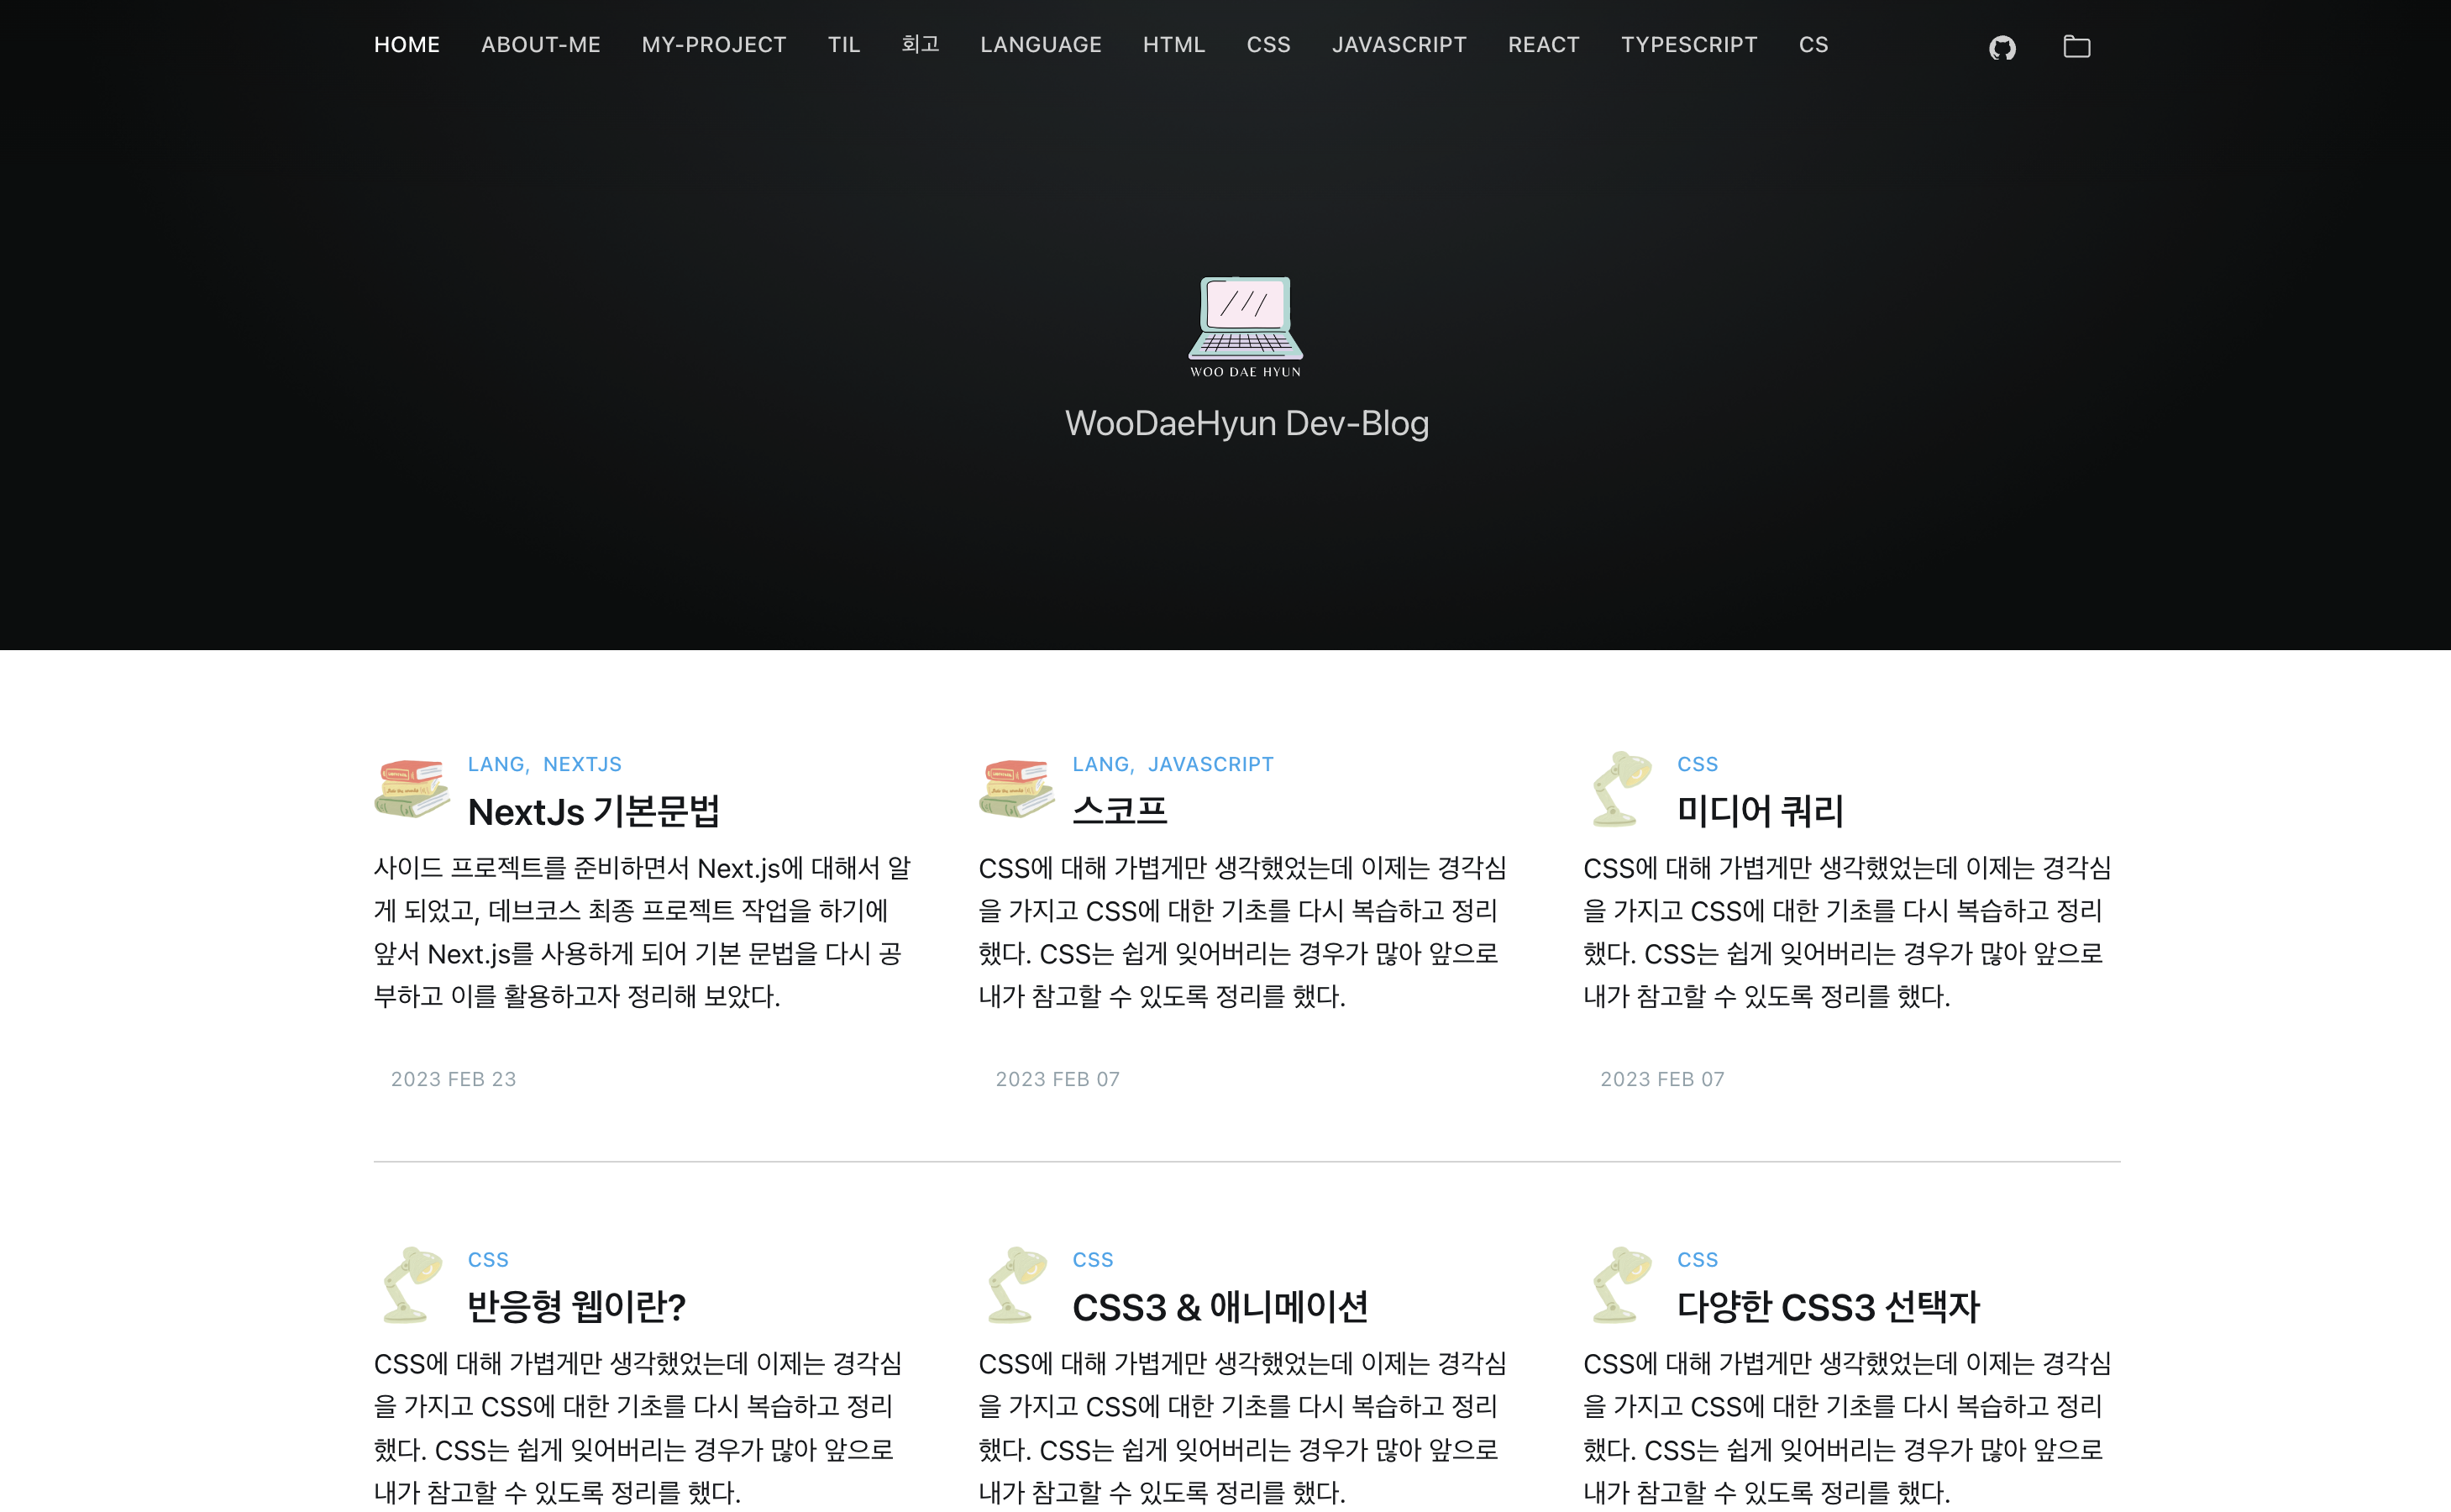 HOME ABOUT-ME MY-PROJECT TIL 회고 LANGUAGE HTML CSS JAVASCRIPT REACT TYPESCRIPT CS
WOO DAE HYUN
WooDaeHyun Dev-Blog
LANG, NEXTJS
NextJs 기본문법
사이드 프로젝트를 준비하면서 Next.js에 대해서 알
게 되었고, 데브코스 최종 프로젝트 작업을 하기에
앞서 Next.js를 사용하게 되어 기본 문법을 다시 공
부하고 이를 활용하고자 정리해 보았다.
2023 FEB 23
LANG, JAVASCRIPT
스코프
CSS에 대해 가볍게만 생각했었는데 이제는 경각심
을 가지고 CSS에 대한 기초를 다시 복습하고 정리
했다. CSS는 쉽게 잊어버리는 경우가 많아 앞으로
내가 참고할 수 있도록 정리를 했다.
2023 FEB 07
CSS
미디어 쿼리
CSS에 대해 가볍게만 생각했었는데 이제는 경각심
을 가지고 CSS에 대한 기초를 다시 복습하고 정리
했다. CSS는 쉽게 잊어버리는 경우가 많아 앞으로
내가 참고할 수 있도록 정리를 했다.
2023 FEB 07
CSS
반응형 웹이란?
CSS에 대해 가볍게만 생각했었는데 이제는 경각심
을 가지고 CSS에 대한 기초를 다시 복습하고 정리
했다. CSS는 쉽게 잊어버리는 경우가 많아 앞으로
내가 참고할 수 있도록 정리를 했다.
CSS
CSS3 & 애니메이션
CSS에 대해 가볍게만 생각했었는데 이제는 경각심
을 가지고 CSS에 대한 기초를 다시 복습하고 정리
했다. CSS는 쉽게 잊어버리는 경우가 많아 앞으로
내가 참고할 수 있도록 정리를 했다.
CSS
다양한 CSS3 선택자
CSS에 대해 가볍게만 생각했었는데 이제는 경각심
을 가지고 CSS에 대한 기초를 다시 복습하고 정리
했다. CSS는 쉽게 잊어버리는 경우가 많아 앞으로
내가 참고할 수 있도록 정리를 했다.